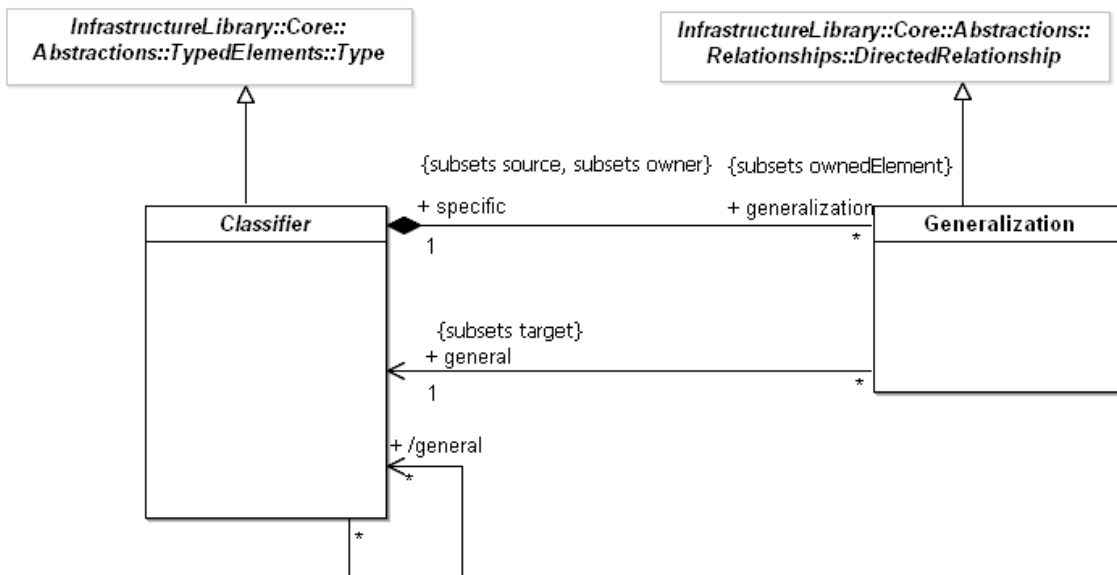 InfrastructureLibrary::Core::
Abstractions::TypedElements::Type
InfrastructureLibrary::Core::Abstractions::
Relationships::DirectedRelationship
{subsets source, subsets owner}
{subsets ownedElement}
+ specific
+ generalization
Classifier
Generalization
1
*
{subsets target}
+ general
1
*
+ /general
*
*